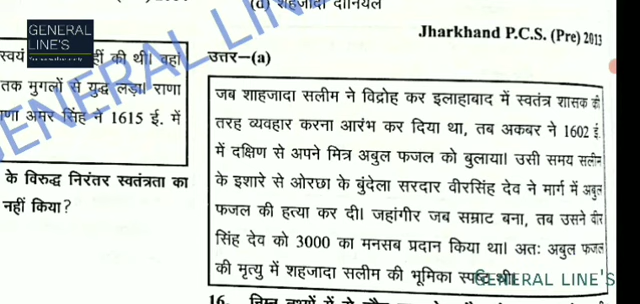 (d) शहजादा दानियल
Jharkhand P.C.S. (Pre) 2013
GENERAL
LINE'S
स्वयं
हीं की थी। वहां
तक मुगलों से युद्ध लड़ा। राणा
णा अमर सिंह ने 1615 ई. में
के विरुद्ध निरंतर स्वतंत्रता का
नहीं किया?
उत्तर–(a)
जब शाहजादा सलीम ने विद्रोह कर इलाहाबाद में स्वतंत्र शासक की
तरह व्यवहार करना आरंभ कर दिया था, तब अकबर ने 1602 ई.
में दक्षिण से अपने मित्र अबुल फजल को बुलाया। उसी समय सलीम
के इशारे से ओरछा के बुंदेला सरदार वीरसिंह देव ने मार्ग में अबुल
फजल की हत्या कर दी। जहांगीर जब सम्राट बना, तब उसने वीर
सिंह देव को 3000 का मनसब प्रदान किया था। अतः अबुल फजल
की मृत्यु में शहजादा सलीम की भूमिका स्पष्ट थी।
GENERAL LINE'S
GENERAL LINE
16.